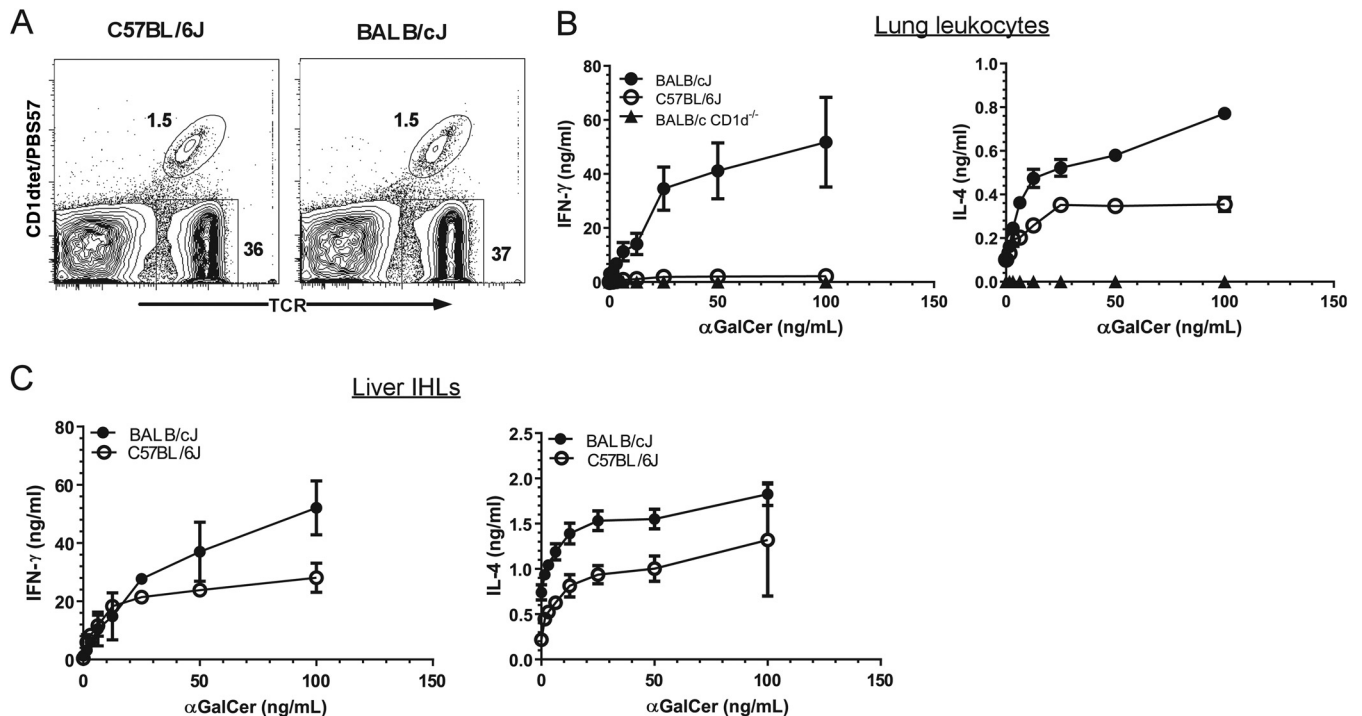 A
C57BL/6J
BALB/cJ
CD1dtet/PBS57
1.5
36
1.5
37
TCR
B
Lung leukocytes
IFN-γ (ng/ml)
80
60
40
20
0
BALB/cJ
C57BL/6J
BALB/c CD1d-/-
0
50
100
150
αGalCer (ng/mL)
IL-4 (ng/ml)
1.0
0.8
0.6
0.4
0.2
0.0
0
50
100
150
αGalCer (ng/mL)
C
Liver IHLs
IFN-γ (ng/ml)
80
60
40
20
0
BALB/cJ
C57BL/6J
0
50
100
150
αGalCer (ng/mL)
IL-4 (ng/ml)
2.5
2.0
1.5
1.0
0.5
0.0
BALB/cJ
C57BL/6J
0
50
100
150
αGalCer (ng/mL)